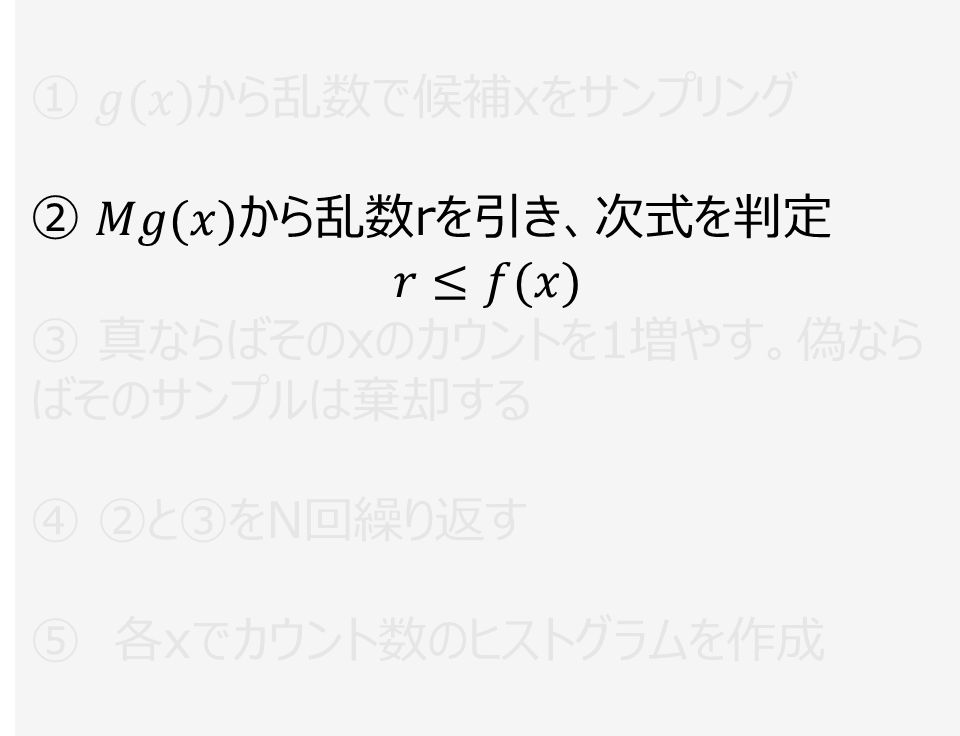 ① g(x)から乱数で候補xをサンプリング
② Mg(x)から乱数rを引き、次式を判定
r ≤ f(x)
③ 真ならばそのxのカウントを1増やす。偽なら
ばそのサンプルは棄却する
④ ②と③をN回繰り返す
⑤ 各xでカウント数のヒストグラムを作成